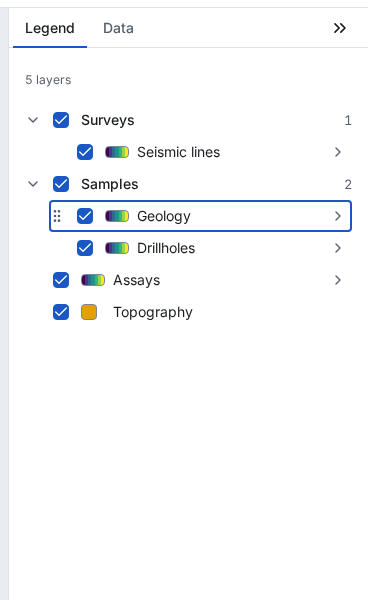 Legend Data
5 layers
Surveys 1
Seismic lines
Samples 2
Geology
Drillholes
Assays
Topography